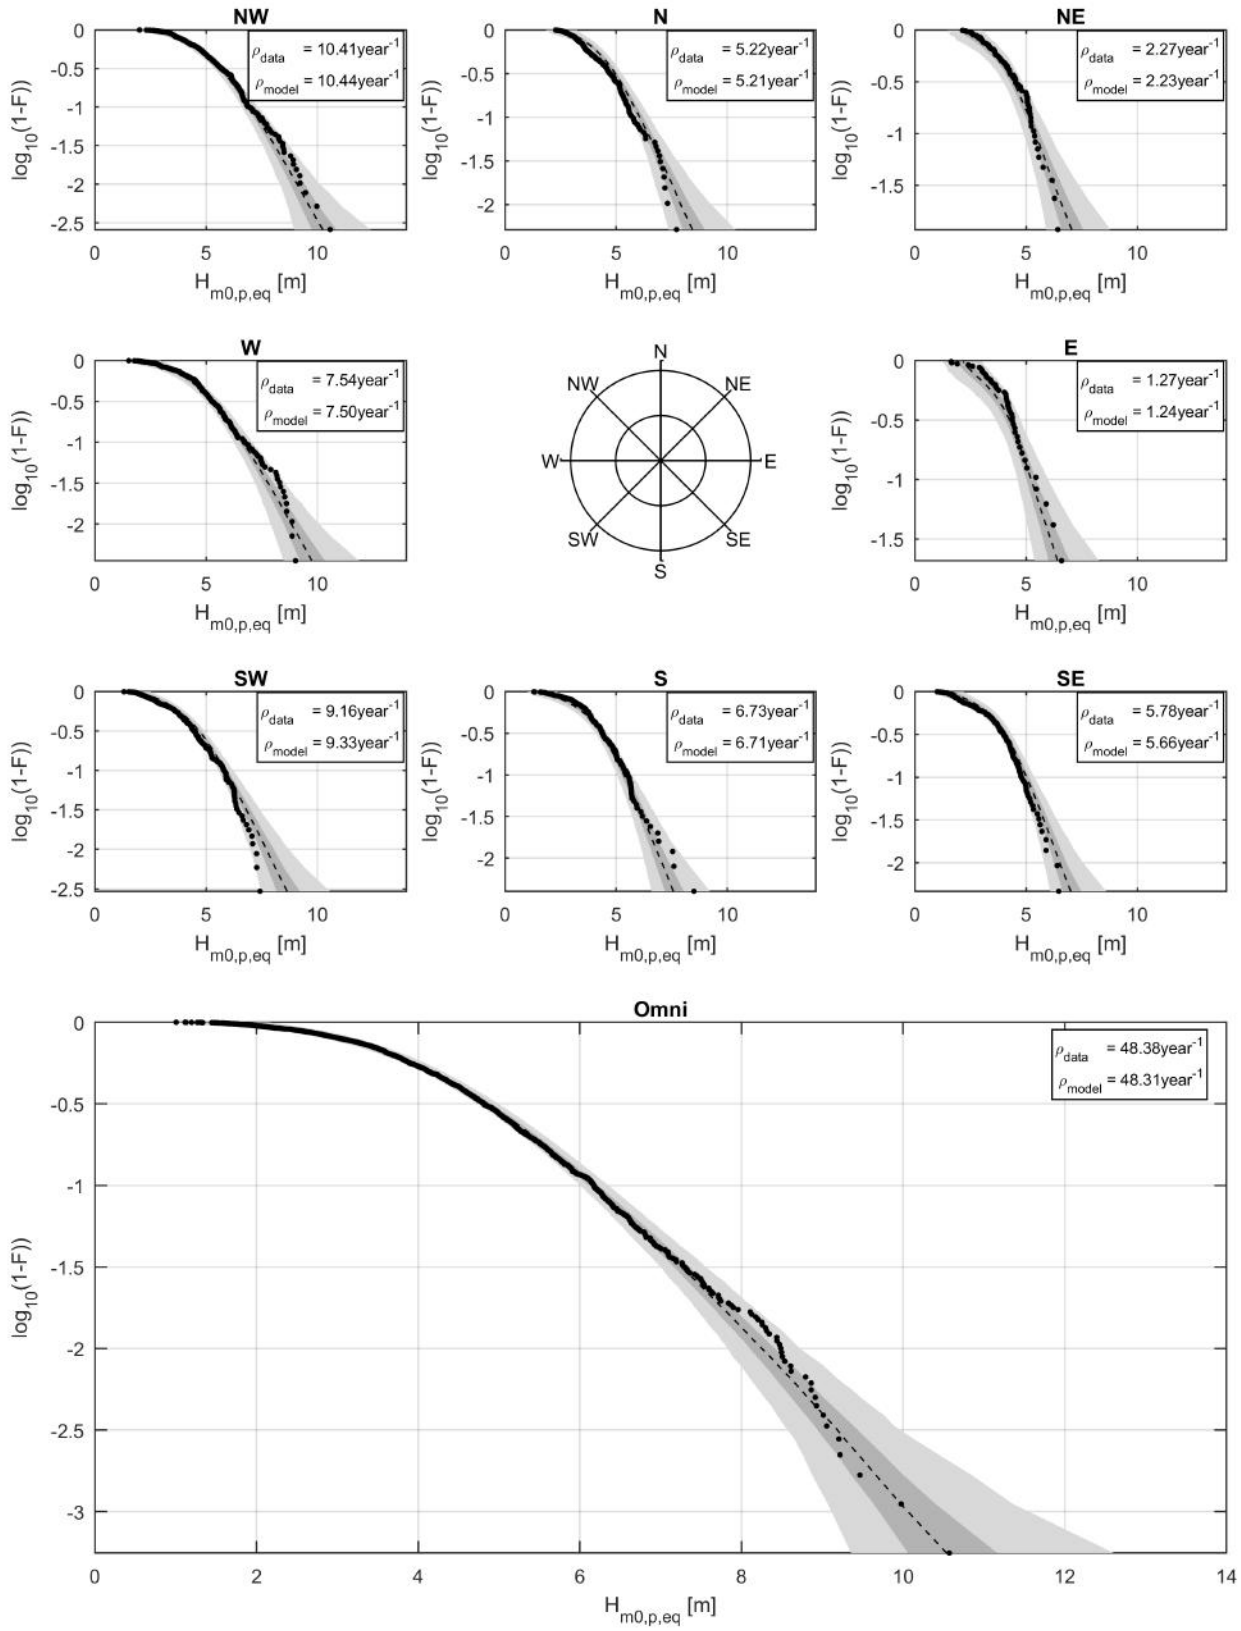 NW
ρdata = 10.41year-1
ρmodel = 10.44year-1
log10(1-F))
0
-0.5
-1
-1.5
-2
-2.5
0 5 10
Hm0,p,eq [m]
N
ρdata = 5.22year-1
ρmodel = 5.21year-1
log10(1-F))
0
-0.5
-1
-1.5
-2
0 5 10
Hm0,p,eq [m]
NE
ρdata = 2.27year-1
ρmodel = 2.23year-1
log10(1-F))
0
-0.5
-1
-1.5
0 5 10
Hm0,p,eq [m]
W
ρdata = 7.54year-1
ρmodel = 7.50year-1
log10(1-F))
0
-0.5
-1
-1.5
-2
0 5 10
Hm0,p,eq [m]
N
NW NE
W E
SW SE
S
E
ρdata = 1.27year-1
ρmodel = 1.24year-1
log10(1-F))
0
-0.5
-1
-1.5
0 5 10
Hm0,p,eq [m]
SW
ρdata = 9.16year-1
ρmodel = 9.33year-1
log10(1-F))
0
-0.5
-1
-1.5
-2
-2.5
0 5 10
Hm0,p,eq [m]
S
ρdata = 6.73year-1
ρmodel = 6.71year-1
log10(1-F))
0
-0.5
-1
-1.5
-2
0 5 10
Hm0,p,eq [m]
SE
ρdata = 5.78year-1
ρmodel = 5.66year-1
log10(1-F))
0
-0.5
-1
-1.5
-2
0 5 10
Hm0,p,eq [m]
Omni
ρdata = 48.38year-1
ρmodel = 48.31year-1
log10(1-F))
0
-0.5
-1
-1.5
-2
-2.5
-3
0 2 4 6 8 10 12 14
Hm0,p,eq [m]